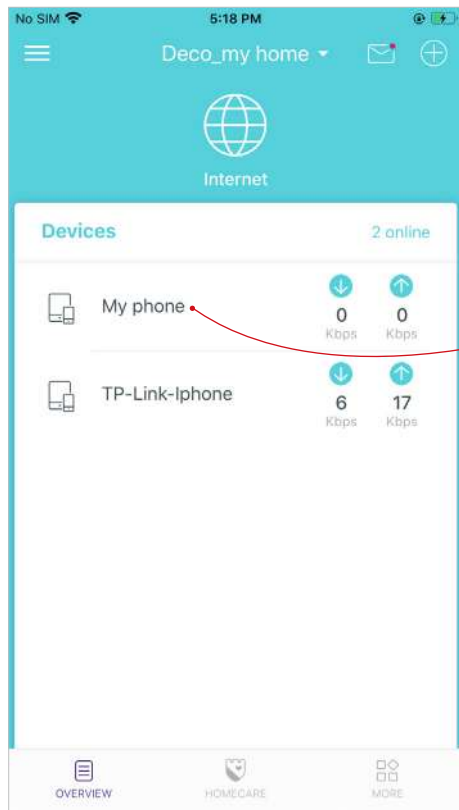 No SIM 5:18 PM
Deco_my home
Internet
Devices 2 online
My phone 0 Kbps 0 Kbps
TP-Link-Iphone 6 Kbps 17 Kbps
OVERVIEW HOMECARE MORE